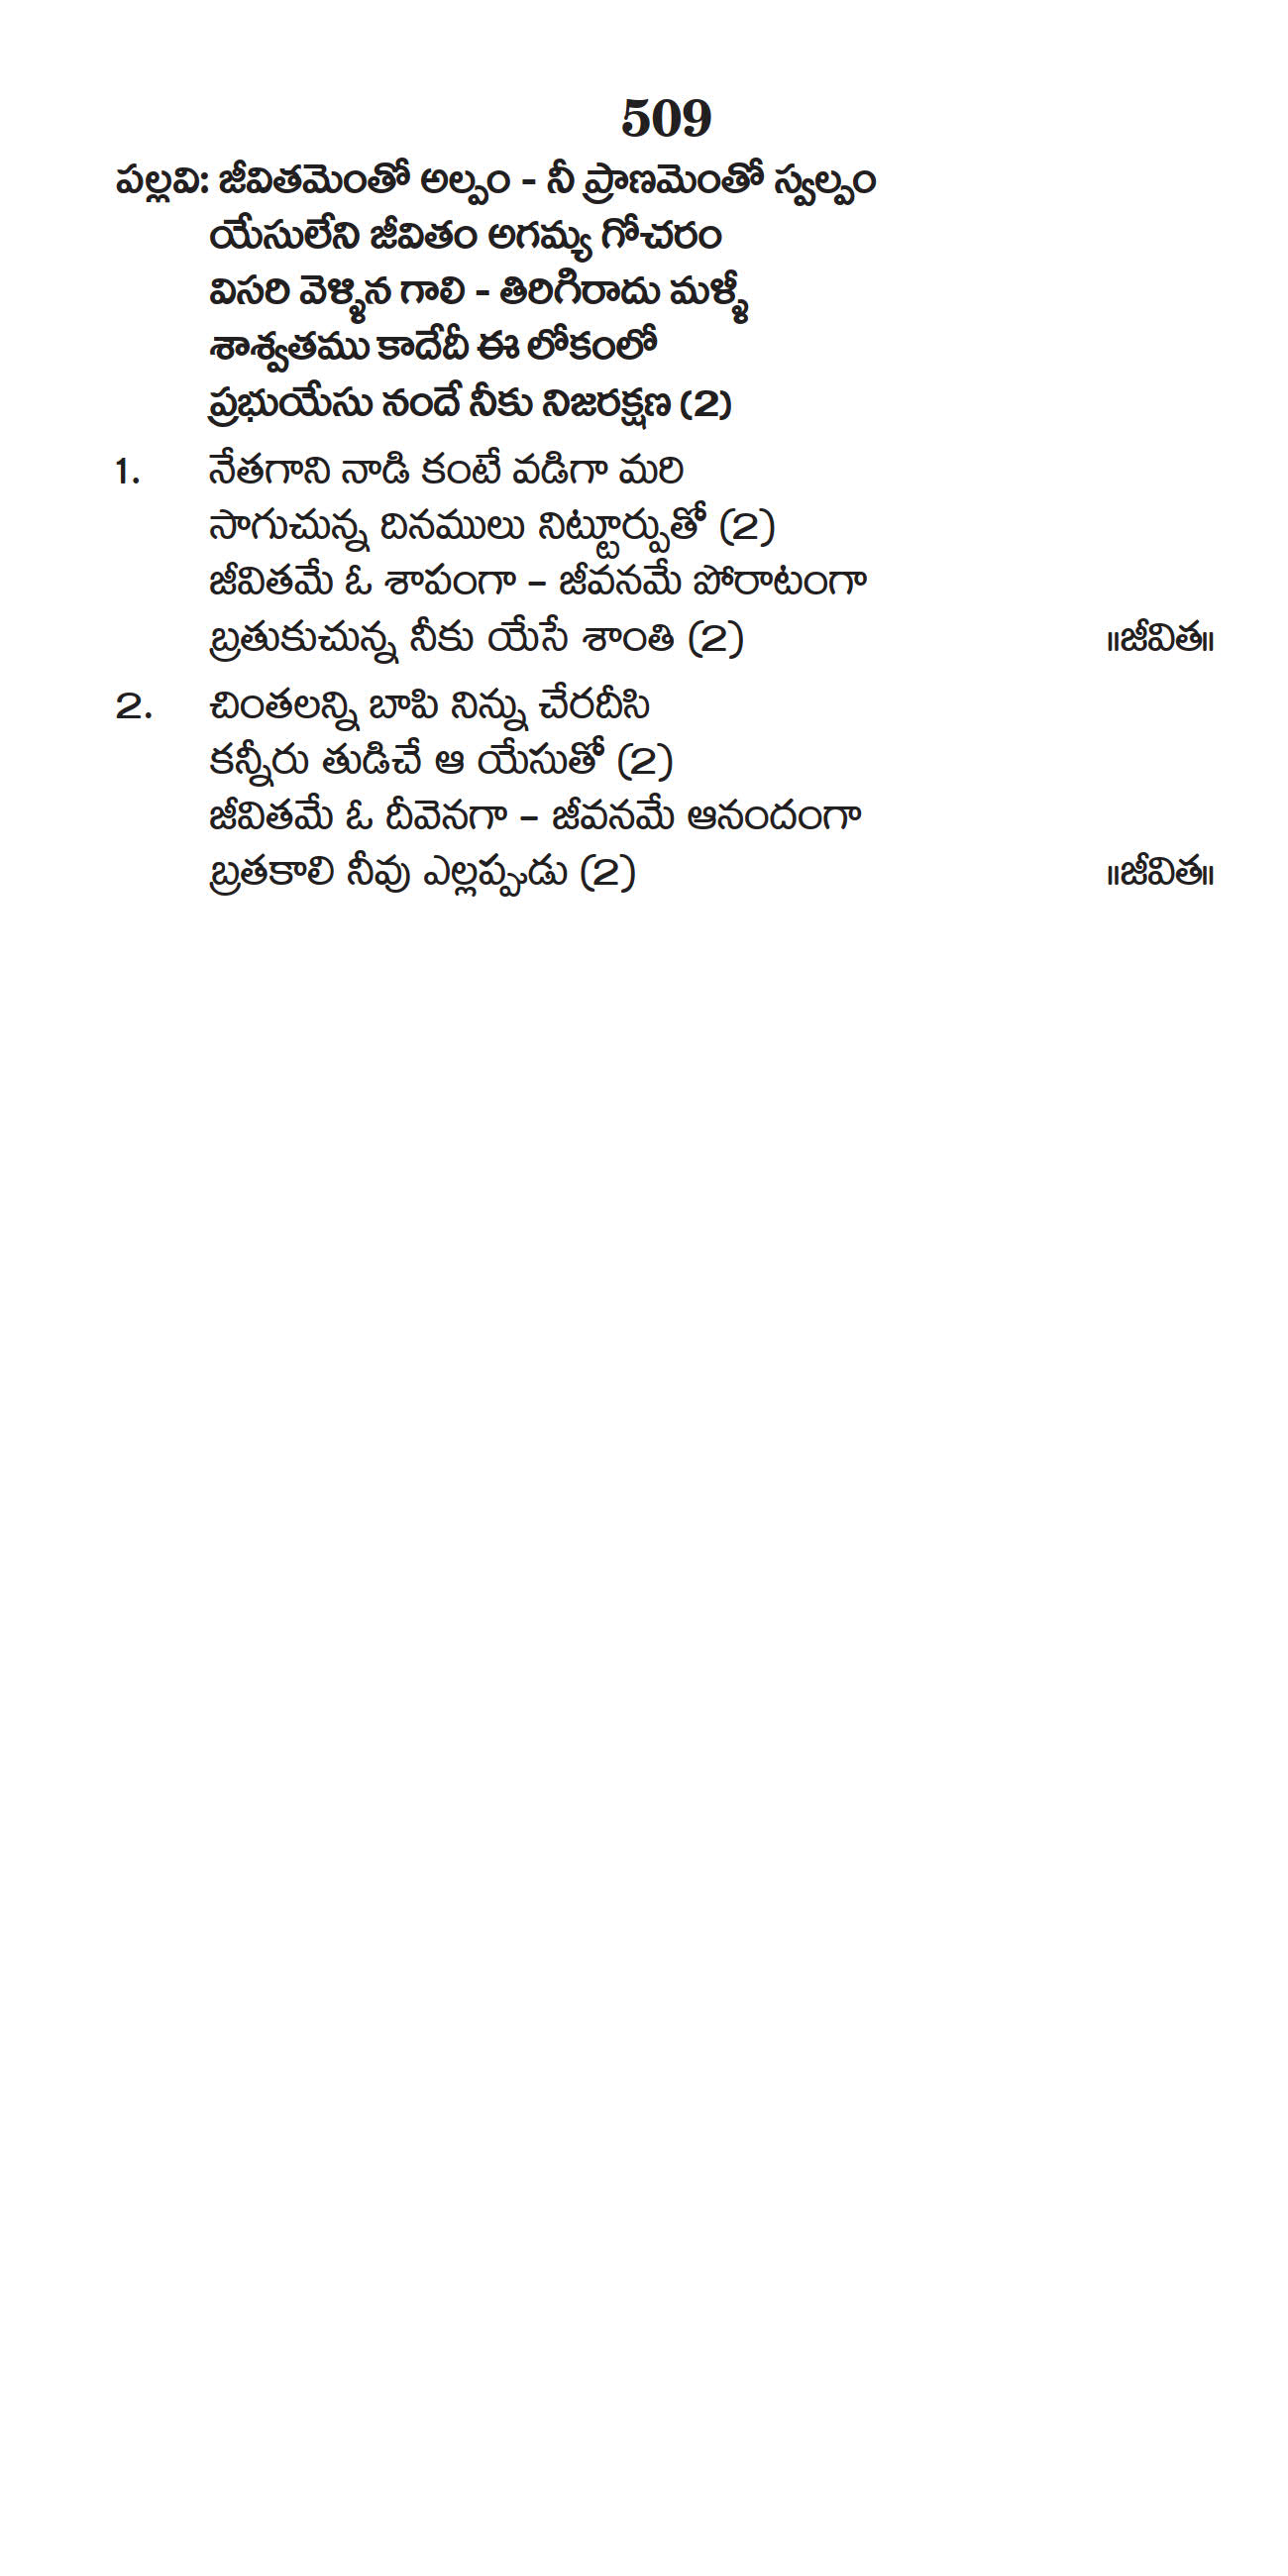 509
పల్లవి: జీవితమెంతో అల్పం - నీ ప్రాణమెంతో స్వల్పం
యేసులేని జీవితం అగమ్య గోచరం
విసరి వెళ్ళిన గాలి - తిరిగిరాదు మళ్ళీ
శాశ్వతము కాదేదీ ఈ లోకంలో
ప్రభుయేసు నందే నీకు నిజరక్షణ (2)
1. నేతగాని నాడి కంటే వడిగా మరి
సాగుచున్న దినములు నిట్టూర్పుతో (2)
జీవితమే ఓ శాపంగా – జీవనమే పోరాటంగా
బ్రతుకుచున్న నీకు యేసే శాంతి (2) ॥జీవిత॥
2. చింతలన్ని బాపి నిన్ను చేరదీసి
కన్నీరు తుడిచే ఆ యేసుతో (2)
జీవితమే ఓ దీవెనగా – జీవనమే ఆనందంగా
బ్రతకాలి నీవు ఎల్లప్పుడు (2) ॥జీవిత॥